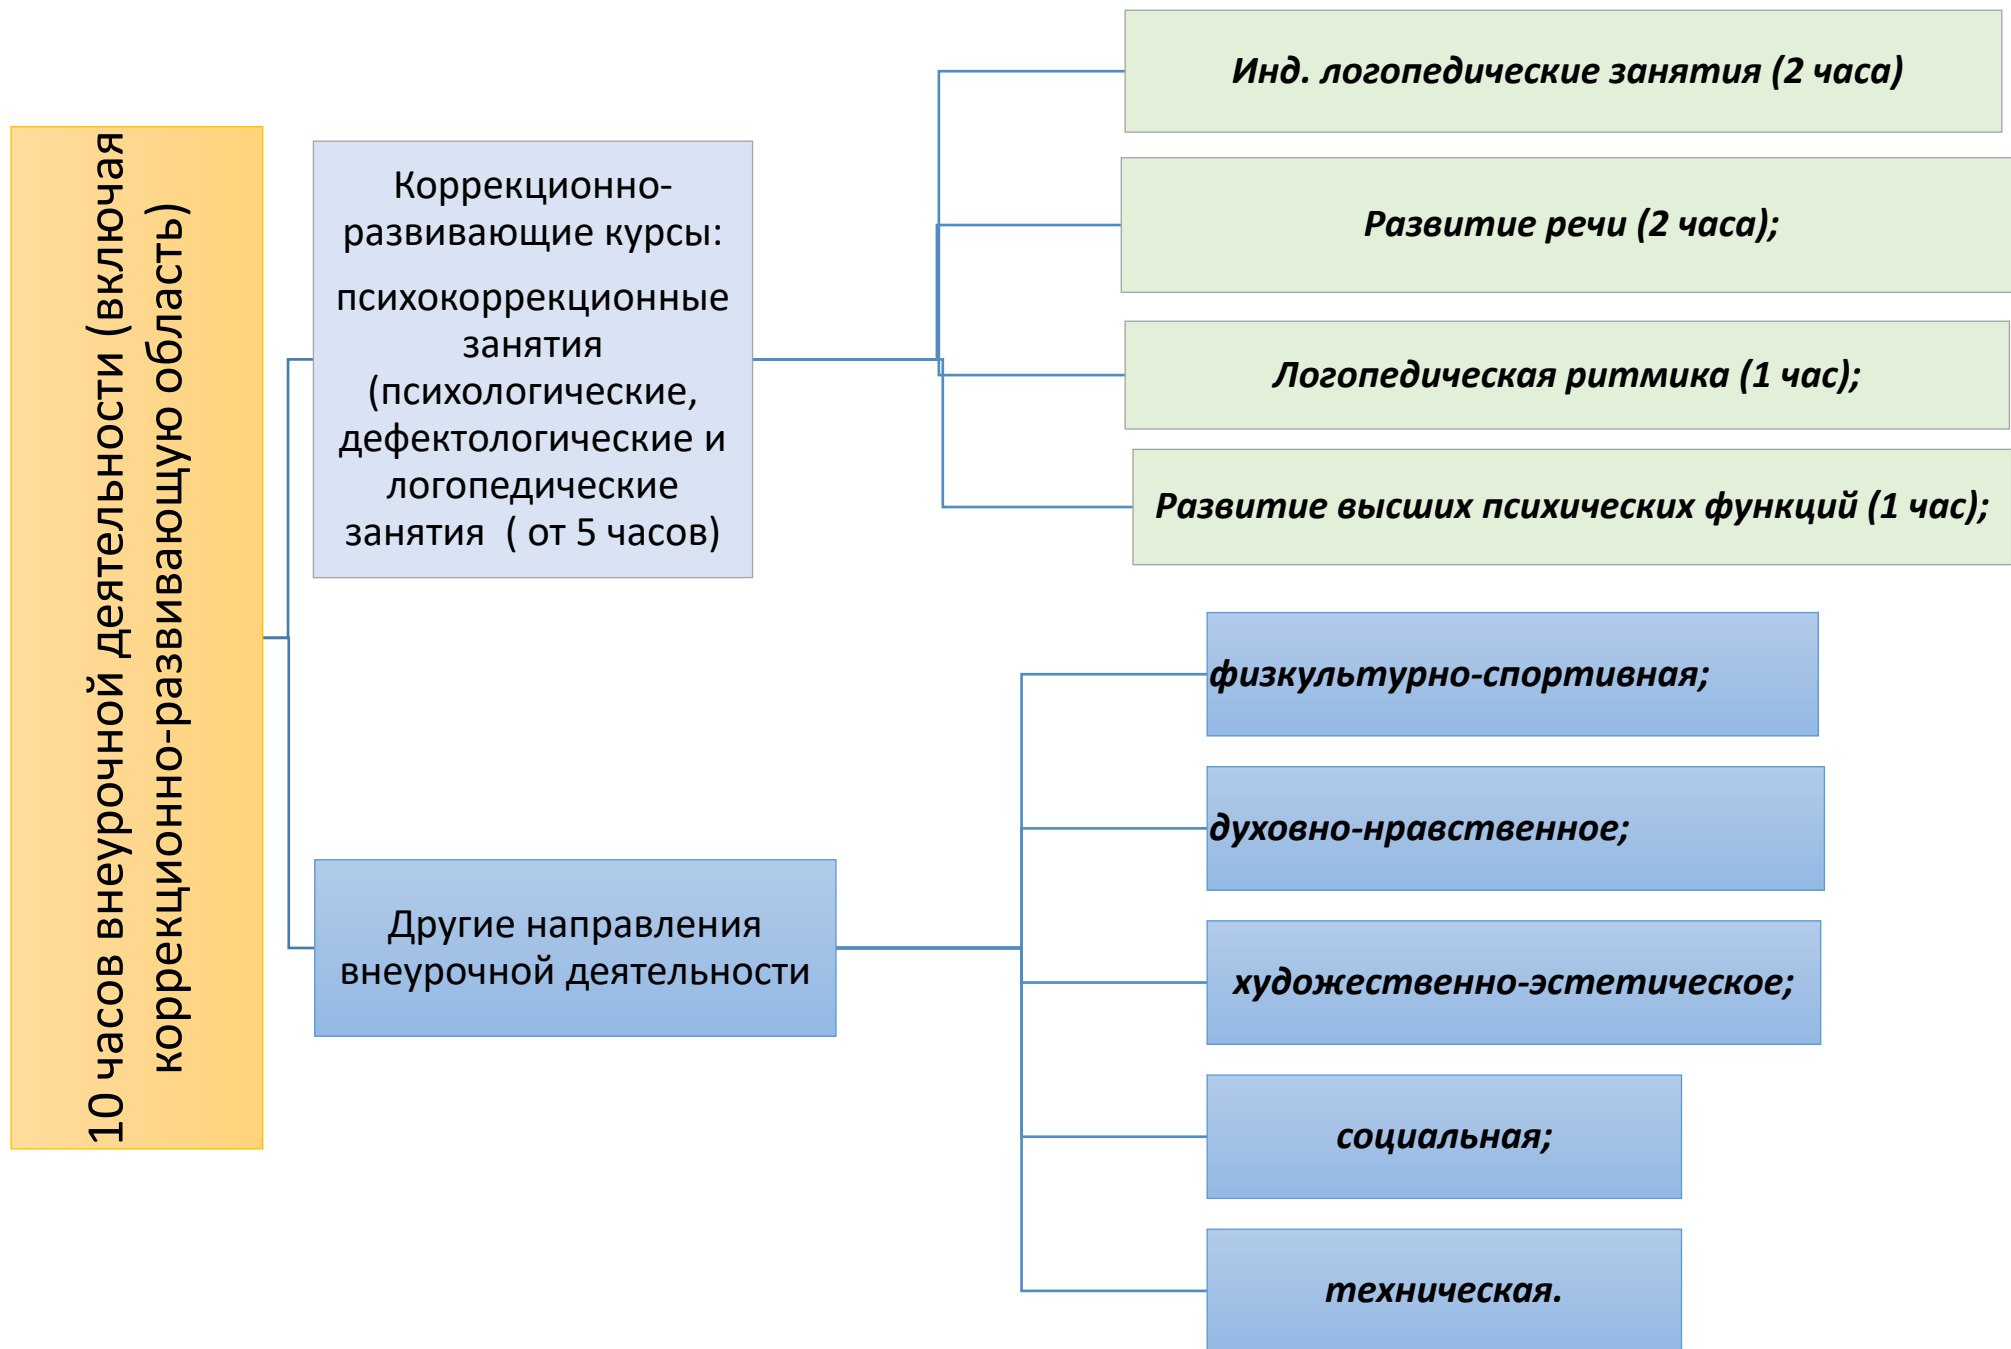 10 часов внеурочной деятельности (включая
коррекционно-развивающую область)
Коррекционно-
развивающие курсы:
психокоррекционные
занятия
(психологические,
дефектологические и
логопедические
занятия  ( от 5 часов)
Инд. логопедические занятия (2 часа)
Развитие речи (2 часа);
Логопедическая ритмика (1 час);
Развитие высших психических функций (1 час);
Другие направления
внеурочной деятельности
физкультурно-спортивная;
духовно-нравственное;
художественно-эстетическое;
социальная;
техническая.